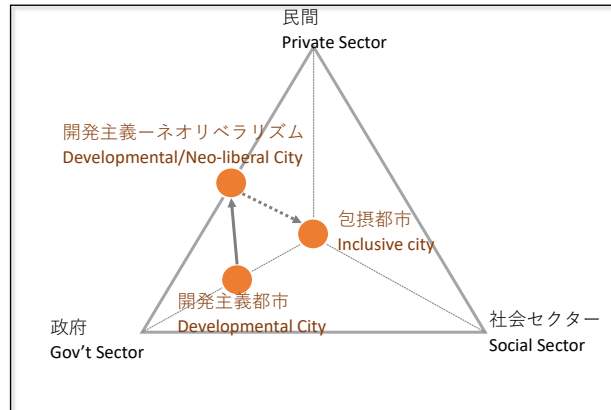 民間
Private Sector
開発主義ーネオリベラリズム
Developmental/Neo-liberal City
包摂都市
Inclusive city
開発主義都市
Developmental City
政府
Gov't Sector
社会セクター
Social Sector